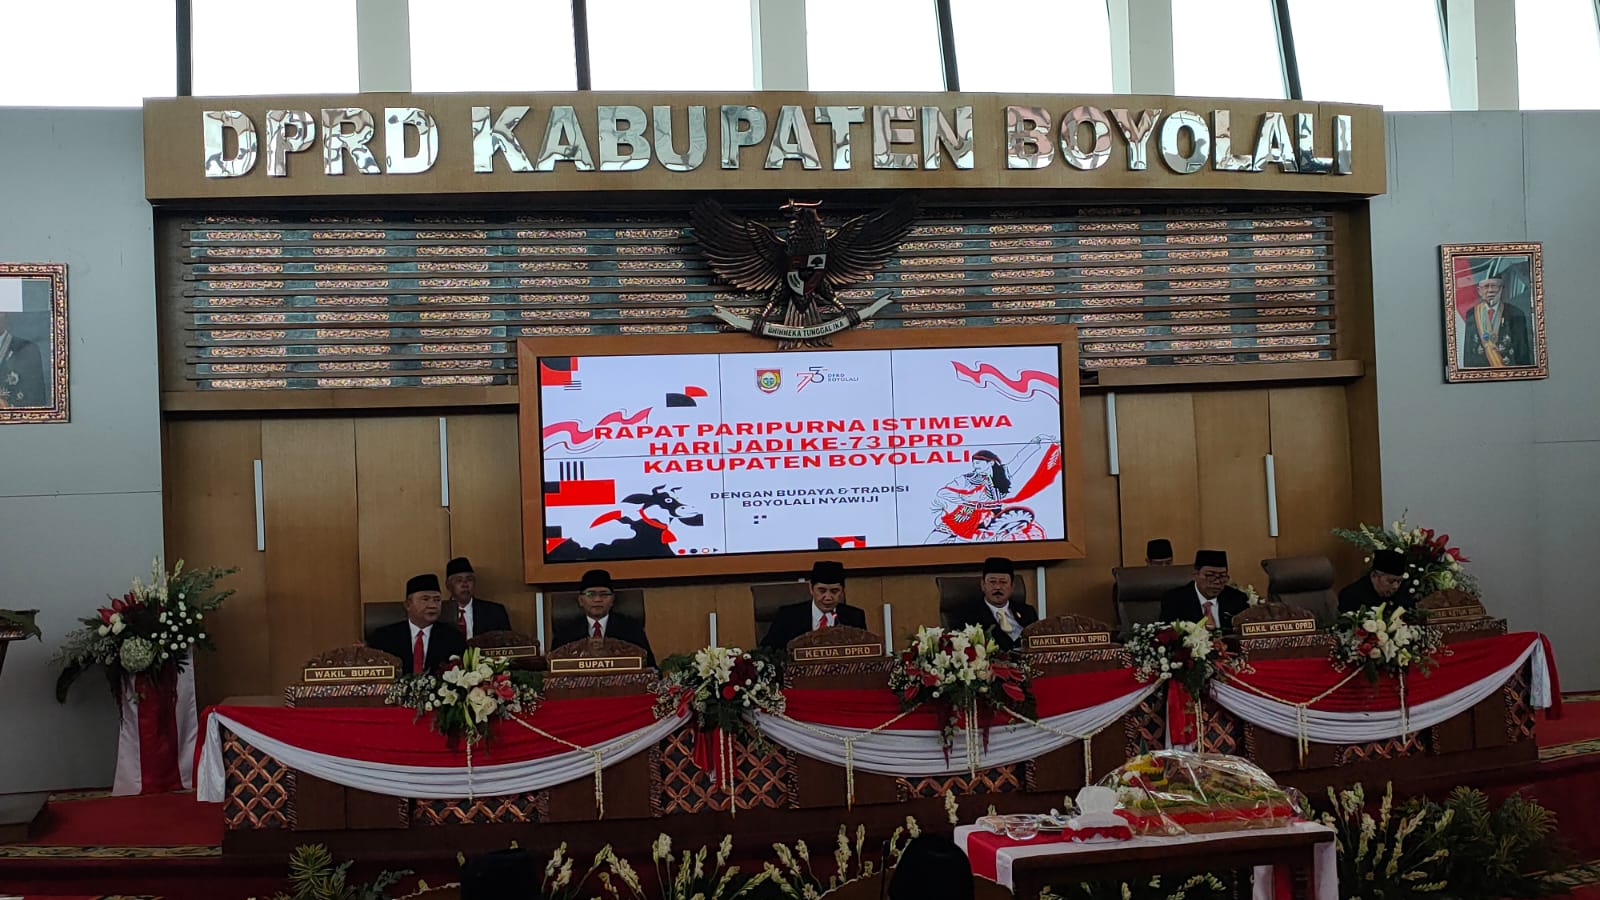 DPRD KABUPATEN BOYOLALI
BHINNEKA TUNGGAL IKA
73 DPRD
BOYOLALI
RAPAT PARIPURNA ISTIMEWA
HARI JADI KE-73 DPRD
KABUPATEN BOYOLALI
DENGAN BUDAYA & TRADISI
BOYOLALI NYAWIJI
WAKIL BUPATI
SEKDA
BUPATI
KETUA DPRD
WAKIL KETUA DPRD
WAKIL KETUA DPRD
KETUA DPRD